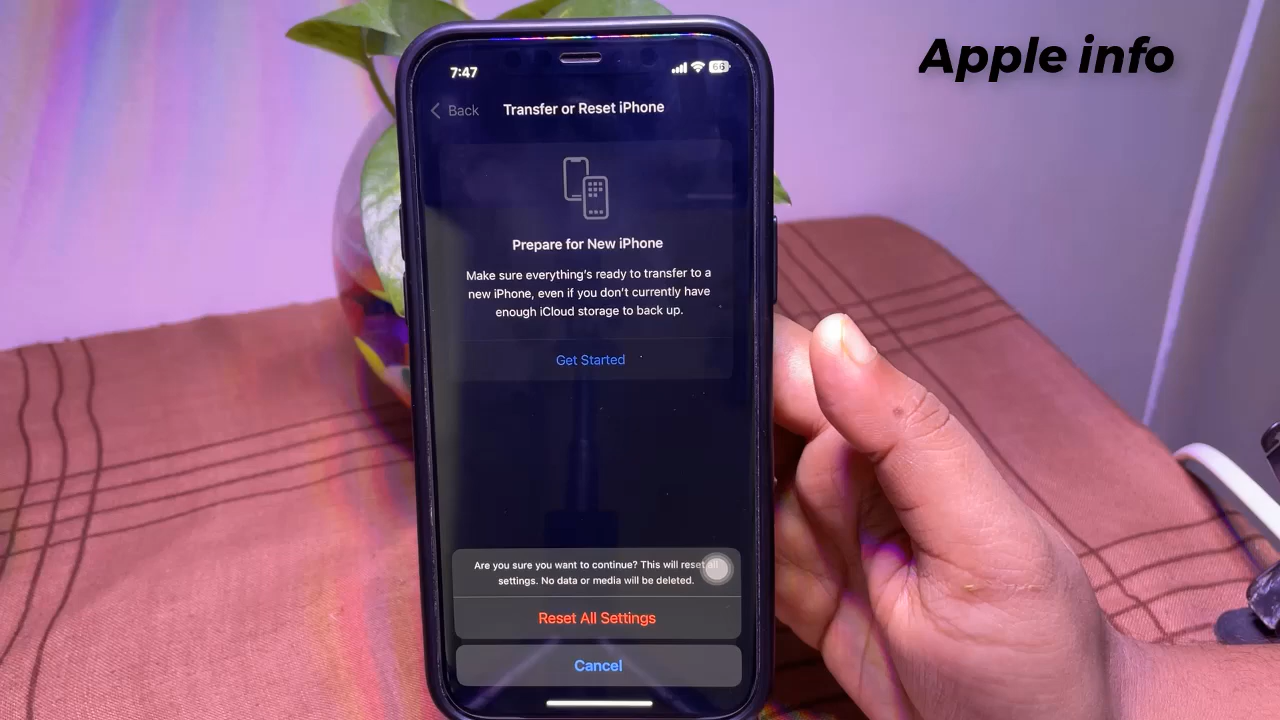 Apple info
7:47
66
Back
Transfer or Reset iPhone
Prepare for New iPhone
Make sure everything's ready to transfer to a
new iPhone, even if you don't currently have
enough iCloud storage to back up.
Get Started
Are you sure you want to continue? This will reset all
settings. No data or media will be deleted.
Reset All Settings
Cancel